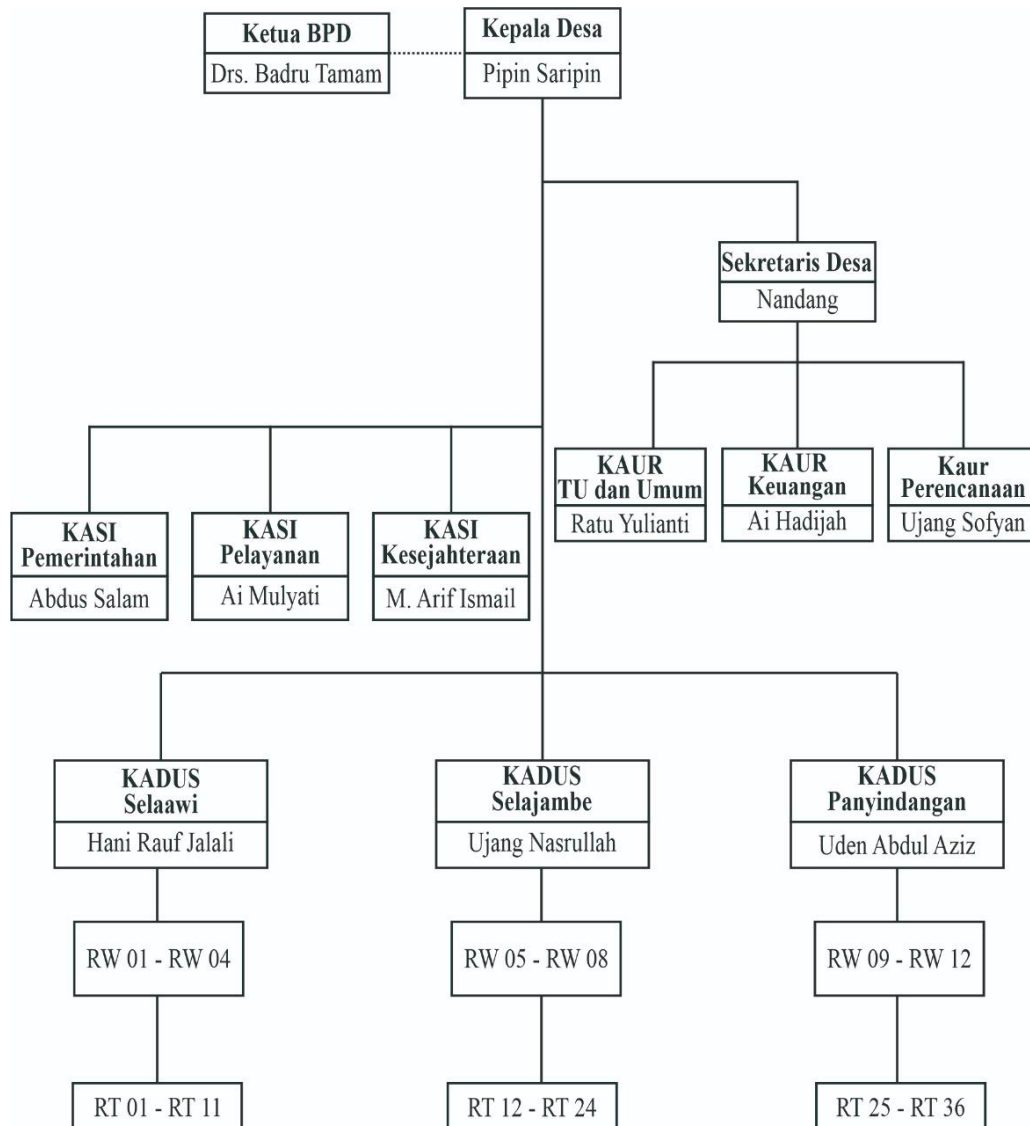 Ketua BPD
Drs. Badru Tamam
Kepala Desa
Pipin Saripin
Sekretaris Desa
Nandang
KAUR
TU dan Umum
Ratu Yulianti
KAUR
Keuangan
Ai Hadijah
Kaur
Perencanaan
Ujang Sofyan
KASI
Pemerintahan
Abdus Salam
KASI
Pelayanan
Ai Mulyati
KASI
Kesejahteraan
M. Arif Ismail
KADUS
Selaawi
Hani Rauf Jalali
KADUS
Selajambe
Ujang Nasrullah
KADUS
Panyindangan
Uden Abdul Aziz
RW 01 - RW 04
RW 05 - RW 08
RW 09 - RW 12
RT 01 - RT 11
RT 12 - RT 24
RT 25 - RT 36